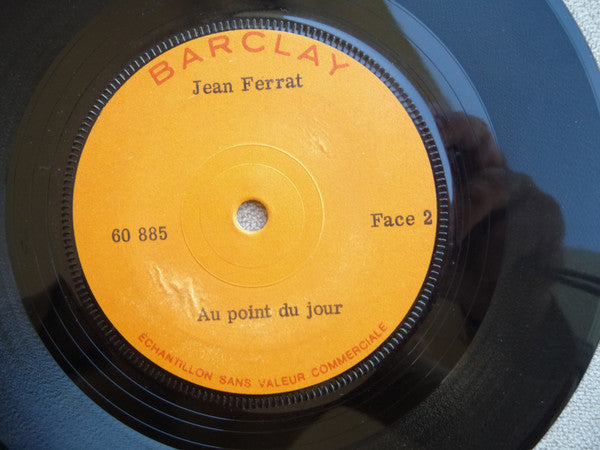 BARCLAY
Jean Ferrat
60 885
Face 2
Au point du jour
ÉCHANTILLON SANS VALEUR COMMERCIALE